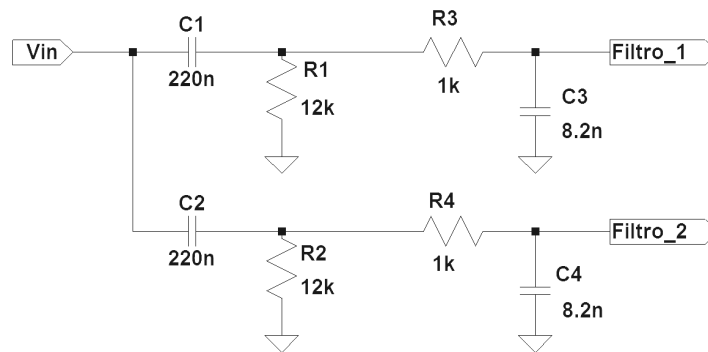 Vin
C1
220n
R1
12k
R3
1k
C3
8.2n
Filtro_1
C2
220n
R2
12k
R4
1k
C4
8.2n
Filtro_2